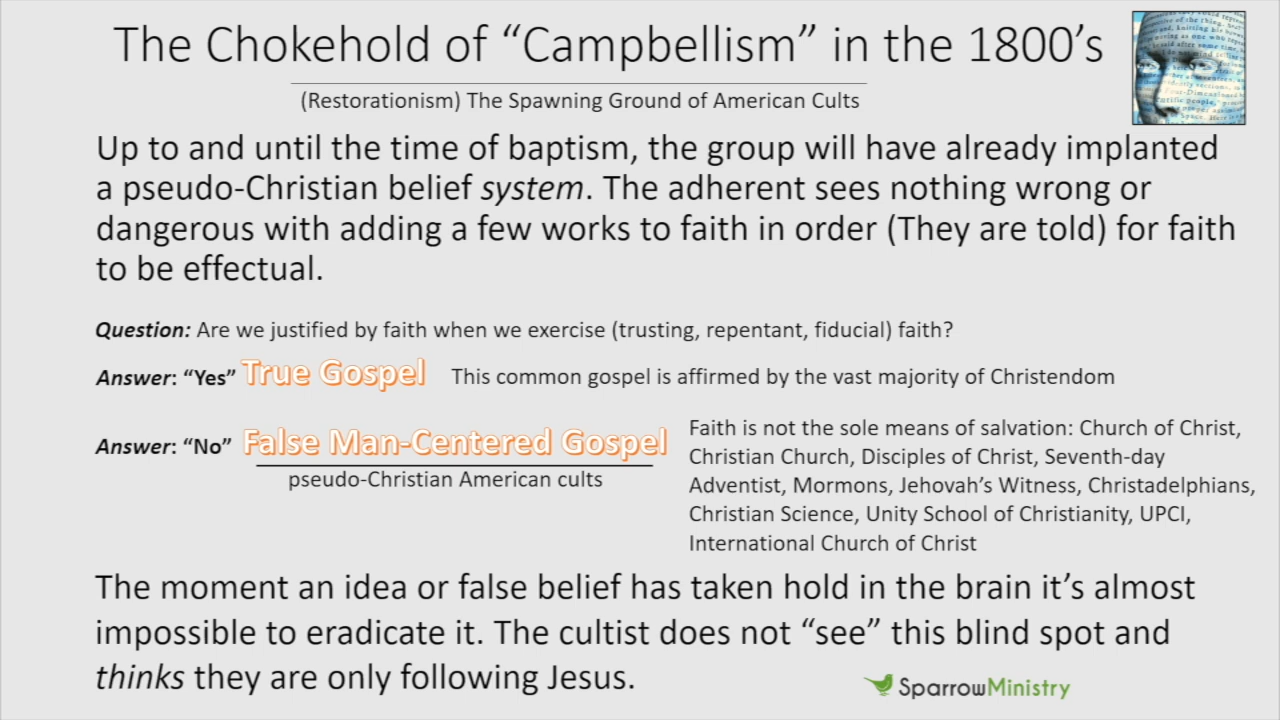 The Chokehold of “Campbellism” in the 1800’s
(Restorationism) The Spawning Ground of American Cults
Up to and until the time of baptism, the group will have already implanted
a pseudo-Christian belief system. The adherent sees nothing wrong or
dangerous with adding a few works to faith in order (They are told) for faith
to be effectual.
Question: Are we justified by faith when we exercise (trusting, repentant, fiducial) faith?
Answer: “Yes” True Gospel This common gospel is affirmed by the vast majority of Christendom
Answer: “No” False Man-Centered Gospel
pseudo-Christian American cults
Faith is not the sole means of salvation: Church of Christ,
Christian Church, Disciples of Christ, Seventh-day
Adventist, Mormons, Jehovah’s Witness, Christadelphians,
Christian Science, Unity School of Christianity, UPCI,
International Church of Christ
The moment an idea or false belief has taken hold in the brain it’s almost
impossible to eradicate it. The cultist does not “see” this blind spot and
thinks they are only following Jesus.
SparrowMinistry